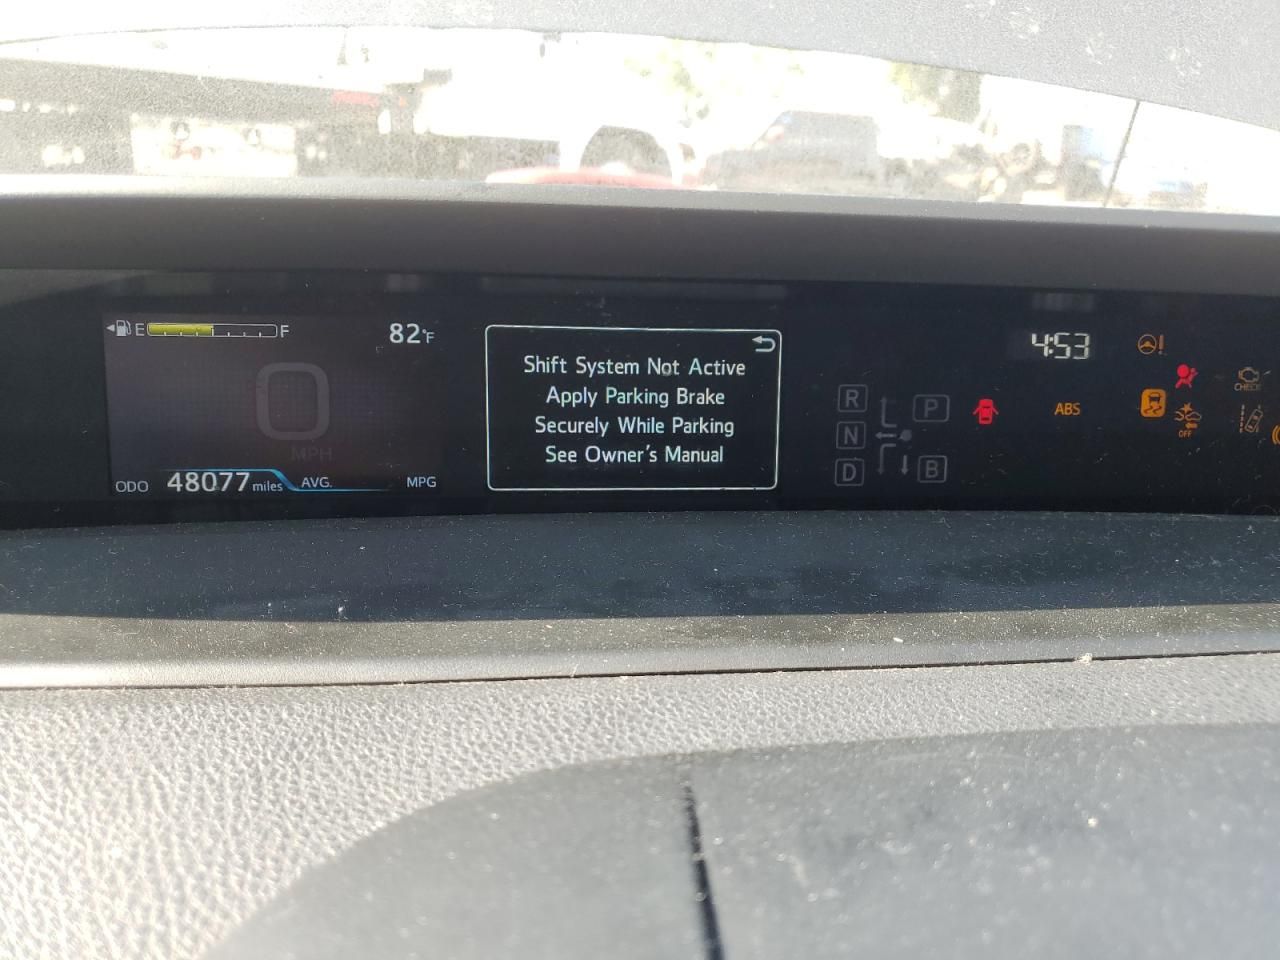 E F
82°F
0
MPH
ODO 48077 miles AVG. MPG
Shift System Not Active
Apply Parking Brake
Securely While Parking
See Owner's Manual
R P
N
D B
4:53
!
ABS
OFF
CHECK